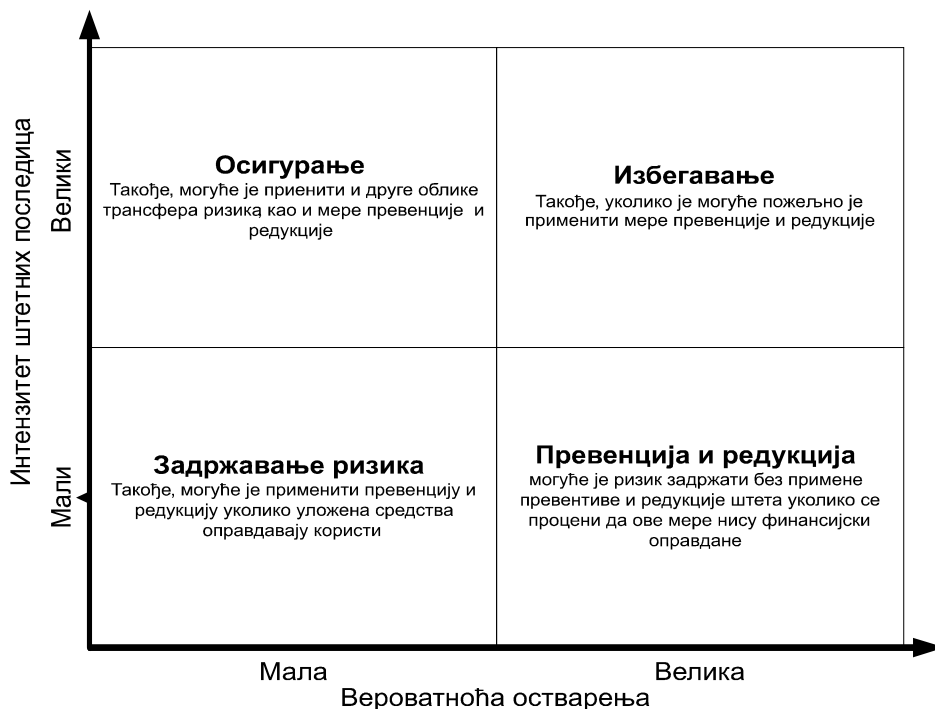 Интензитет штетних последица
Велики
Мали
Осигурање
Такође, могуће је приенити и друге облике
трансфера ризика, као и мере превенције и
редукције
Избегавање
Такође, уколико је могуће пожељно је
применити мере превенције и редукције
Задржавање ризика
Такође, могуће је применити превенцију и
редукцију уколико уложена средства
оправдавају користи
Превенција и редукција
могуће је ризик задржати без примене
превентиве и редукције штета уколико се
процени да ове мере нису финансијски
оправдане
Мала
Велика
Вероватноћа остварења